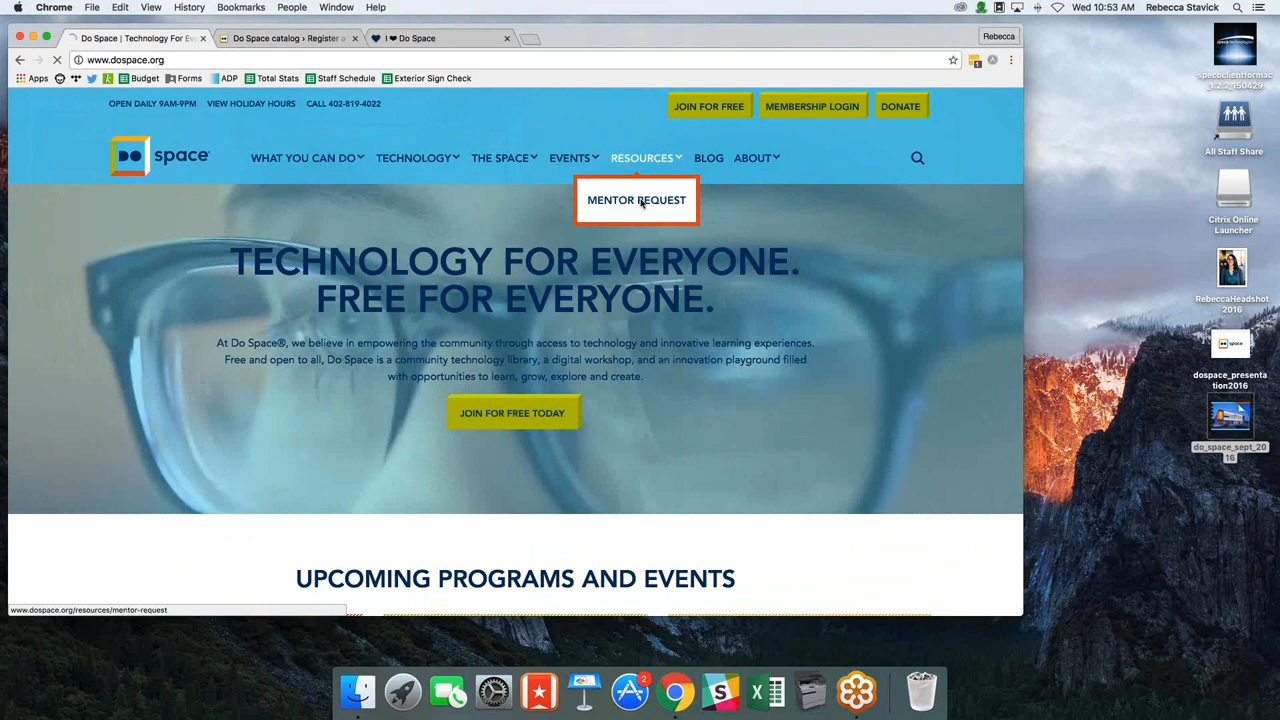 Chrome File Edit View History Bookmarks People Window Help
Wed 10:53 AM Rebecca Stavick
Do Space | Technology For Ev
Do Space catalog › Register a
I ❤ Do Space
Rebecca
www.dospace.org
Apps Budget Forms ADP Total Stats Staff Schedule Exterior Sign Check
OPEN DAILY 9AM-9PM VIEW HOLIDAY HOURS CALL 402-819-4022
JOIN FOR FREE MEMBERSHIP LOGIN DONATE
DO space
WHAT YOU CAN DO TECHNOLOGY THE SPACE EVENTS RESOURCES BLOG ABOUT
MENTOR REQUEST
TECHNOLOGY FOR EVERYONE.
FREE FOR EVERYONE.
At Do Space®, we believe in empowering the community through access to technology and innovative learning experiences.
Free and open to all, Do Space is a community technology library, a digital workshop, and an innovation playground filled
with opportunities to learn, grow, explore and create.
JOIN FOR FREE TODAY
UPCOMING PROGRAMS AND EVENTS
www.dospace.org/resources/mentor-request
specoclientformac
_1.2.2_150429
All Staff Share
Citrix Online
Launcher
RebeccaHeadshot
2016
dospace_presenta
tion2016
do_space_sept_20
16
2